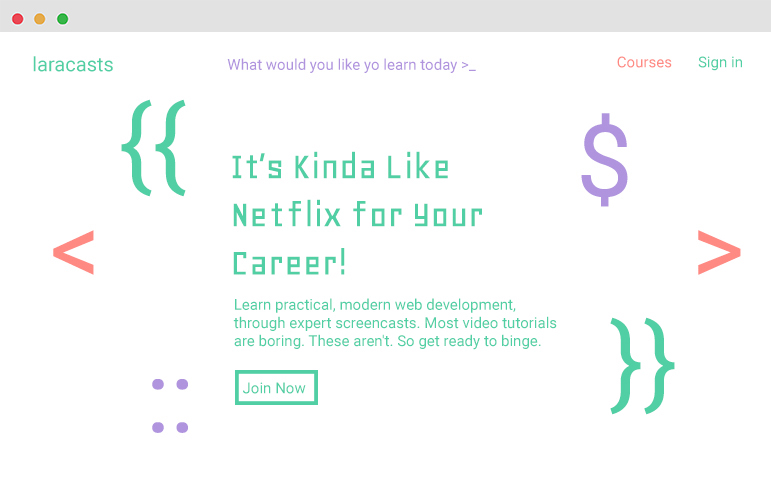 laracasts
What would you like yo learn today >_
Courses
Sign in
{{
$
It's Kinda Like
Netflix for Your
Career!
<
>
Learn practical, modern web development,
through expert screencasts. Most video tutorials
are boring. These aren't. So get ready to binge.
}}
Join Now
::